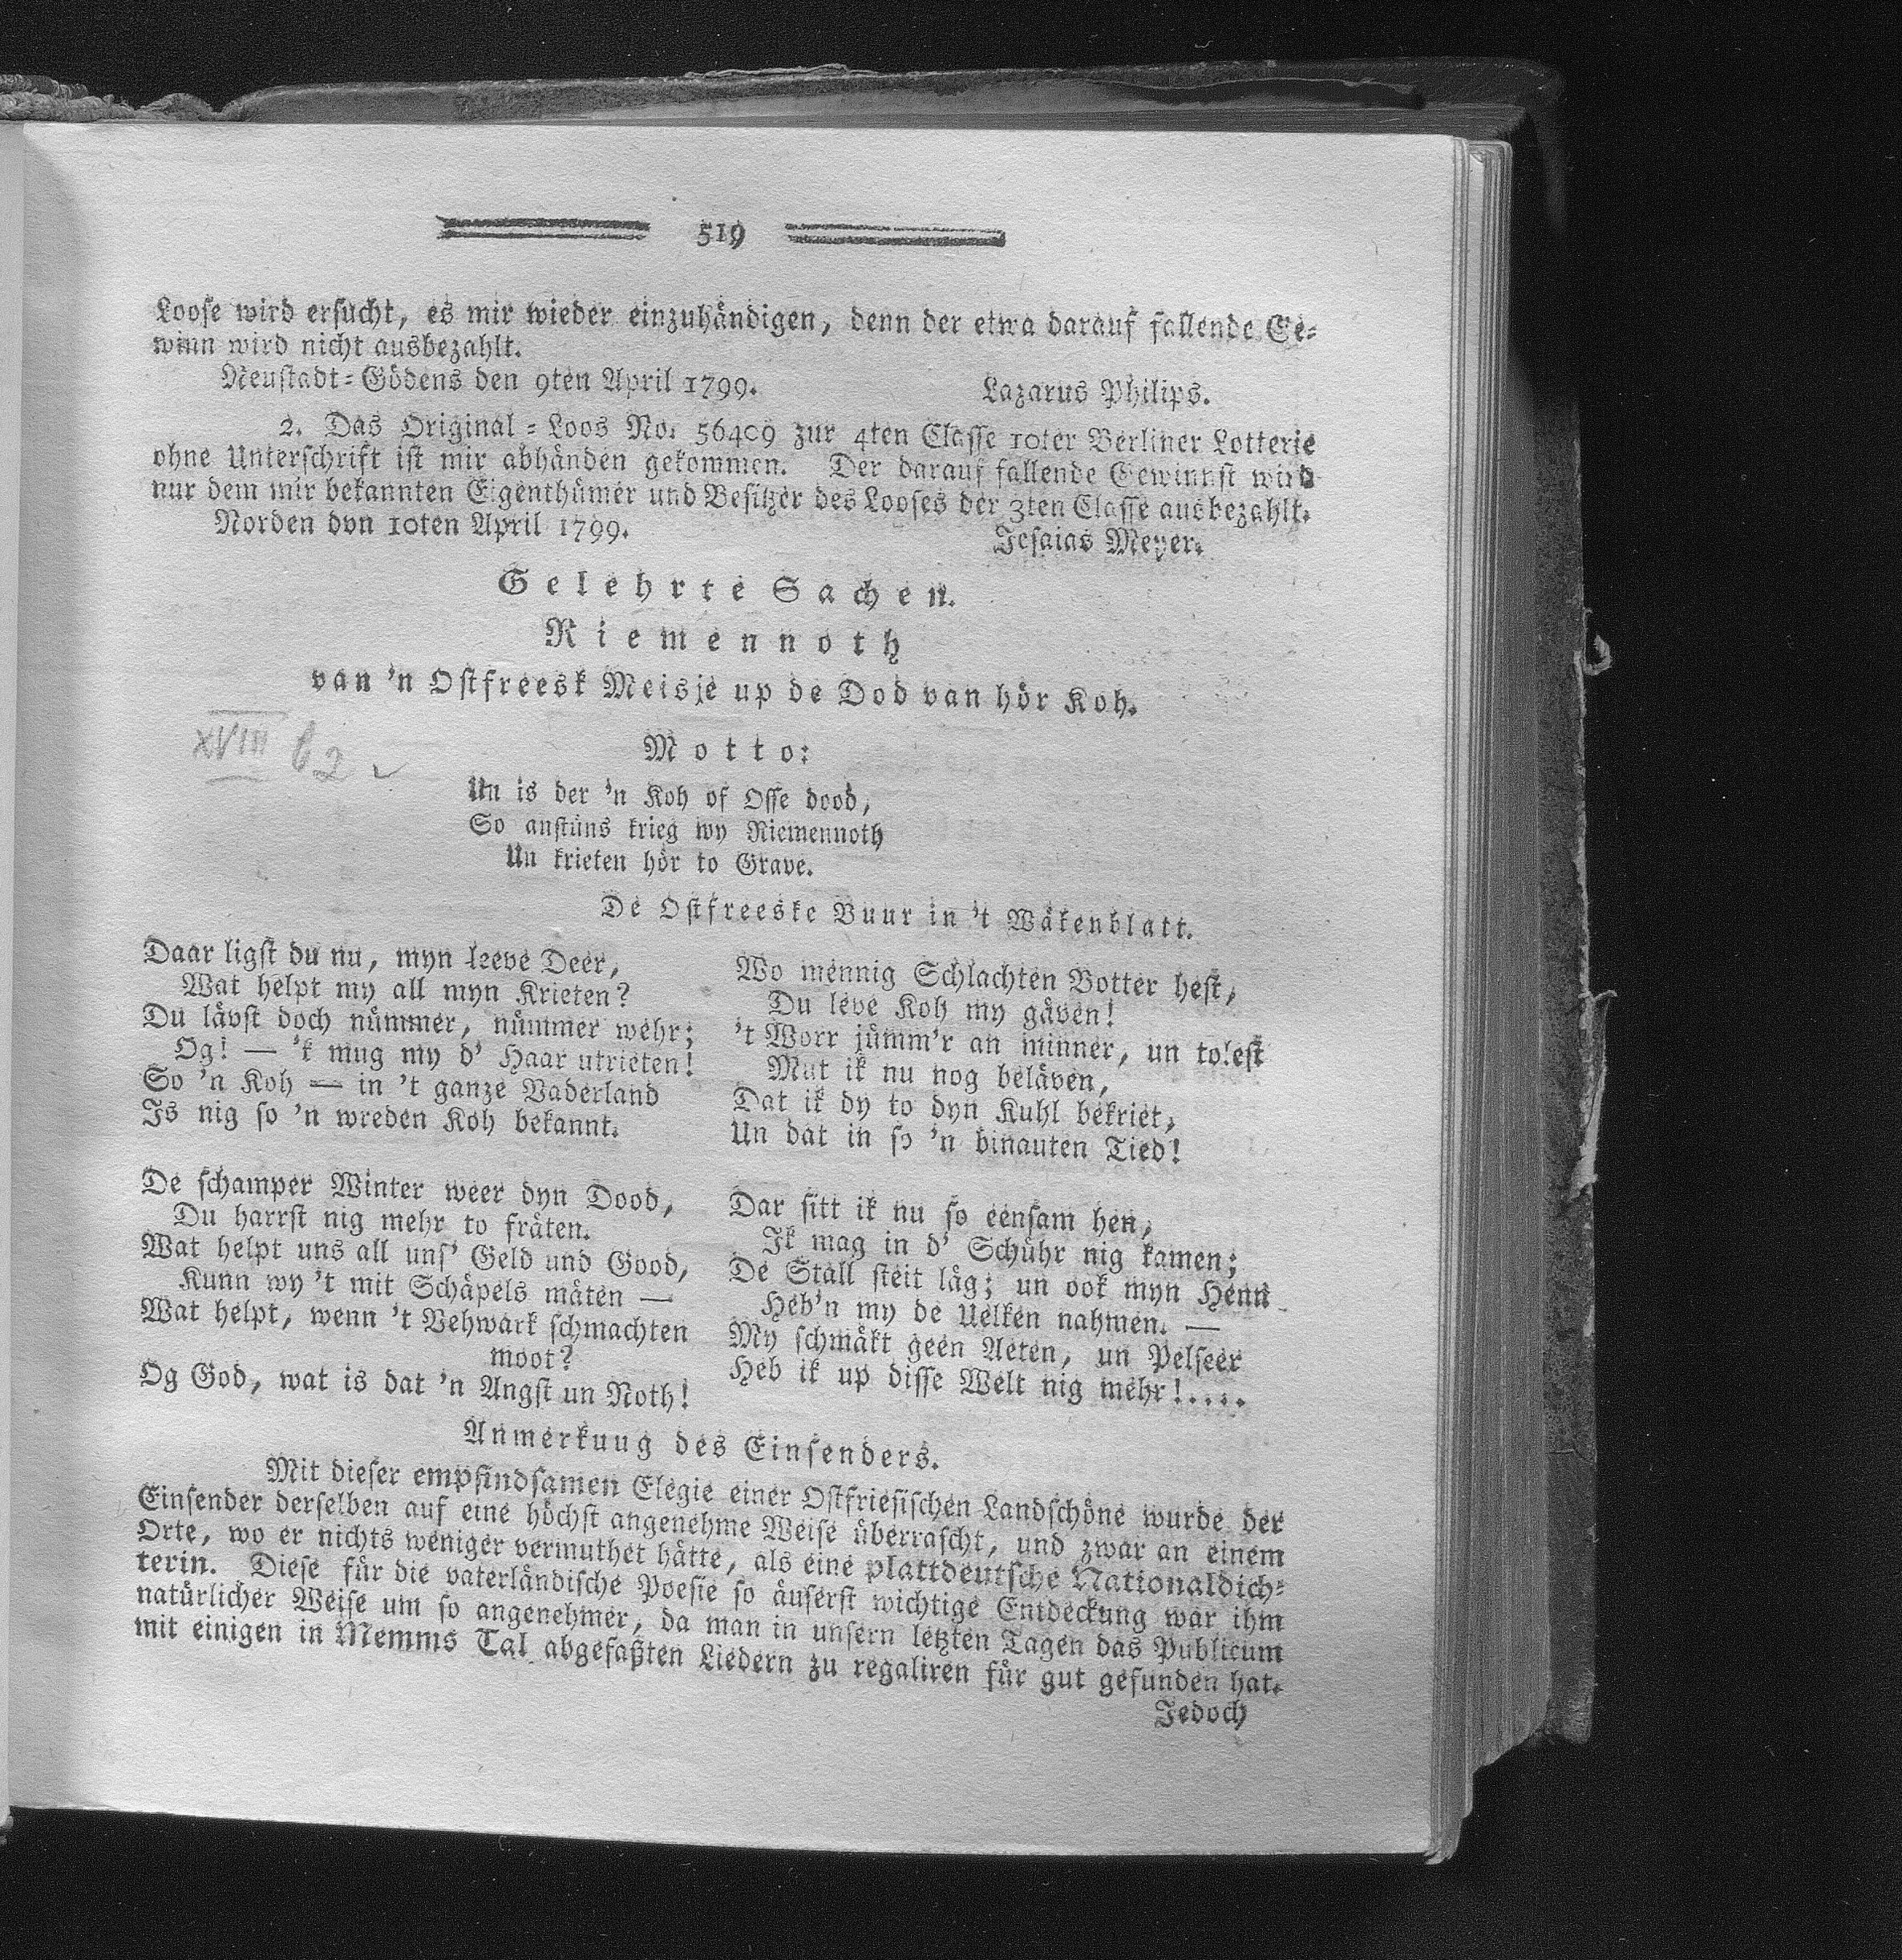 519
Loose wird ersucht, es mir wieder einzuhändigen, denn der etwa darauf fallende Ge=
winn wird nicht ausbezahlt.
Neustadt=Gödens den 9ten April 1799. Lazarus Philips.
2. Das Original=Loos No. 56409 zur 4ten Classe 10ter Berliner Lotterie
ohne Unterschrift ist mir abhänden gekommen. Der darauf fallende Gewinnst wird
nur dem mir bekannten Eigenthümer und Besitzer des Looses der 3ten Classe ausbezahlt.
Norden dvn 10ten April 1799. Jesaias Meyer.
Gelehrte Sachen.
Riemennoth
van 'n Ostfreesk Meisje up de Dod van hör Koh.
XVIII b 2
Motto:
Un is der 'n Koh of Osse dood,
So anstüns krieg wy Riemennoth
Un krieten hör to Grave.
De Ostfreeske Buur in 't Wäkenblatt.
Daar ligst du nu, myn leeve Deer,
Wat helpt my all myn Krieten?
Du lävst doch nümmer, nümmer wehr;
Og! — 'k mug my d' Haar utrieten!
So 'n Koh — in 't ganze Vaderland
Is nig so 'n wreden Koh bekannt.
De schamper Winter weer dyn Dood,
Du harrst nig mehr to fräten.
Wat helpt uns all uns' Geld und Good,
Kunn wy 't mit Schäpels mäten —
Wat helpt, wenn 't Vehwark schmachten
moot?
Og God, wat is dat 'n Angst un Noth!
Wo mennig Schlachten Botter hest,
Du leve Koh my gäven!
't Worr jümm'r an minner, un tolest
Mut ik nu nog beläven,
Dat ik dy to dyn Kuhl bekriet,
Un dat in so 'n binauten Tied!
Dar sitt ik nu so eensam hen,
Ik mag in d' Schühr nig kamen;
De Stall steit läg; un ook myn Henn
Heb'n my de Uelken nahmen. —
My schmäkt geen Aeten, un Pelseer
Heb ik up disse Welt nig mehr!.....
Anmerkuug des Einsenders.
Mit dieser empfindsamen Elegie einer Ostfriesischen Landschöne wurde der
Einsender derselben auf eine höchst angenehme Weise überrascht, und zwar an einem
Orte, wo er nichts weniger vermuthet hätte, als eine plattdeutsche Nationaldich=
terin. Diese für die vaterländische Poesie so äuserst wichtige Entdeckung war ihm
natürlicher Weise um so angenehmer, da man in unsern letzten Tagen das Publicum
mit einigen in Memms Tal abgefaßten Liedern zu regaliren für gut gefunden hat.
Jedoch